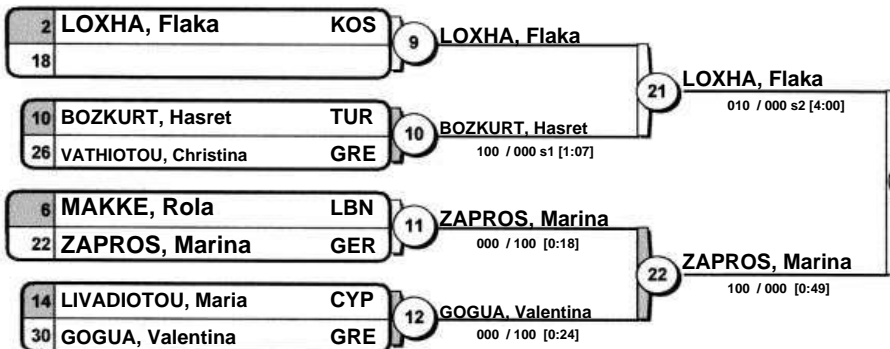 2 LOXHA, Flaka KOS
18
9
LOXHA, Flaka
10 BOZKURT, Hasret TUR
26 VATHIOTOU, Christina GRE
10
BOZKURT, Hasret
100 / 000 s1 [1:07]
21
LOXHA, Flaka
010 / 000 s2 [4:00]
6 MAKKE, Rola LBN
22 ZAPROS, Marina GER
11
ZAPROS, Marina
000 / 100 [0:18]
14 LIVADIOTOU, Maria CYP
30 GOGUA, Valentina GRE
12
GOGUA, Valentina
000 / 100 [0:24]
22
ZAPROS, Marina
100 / 000 [0:49]